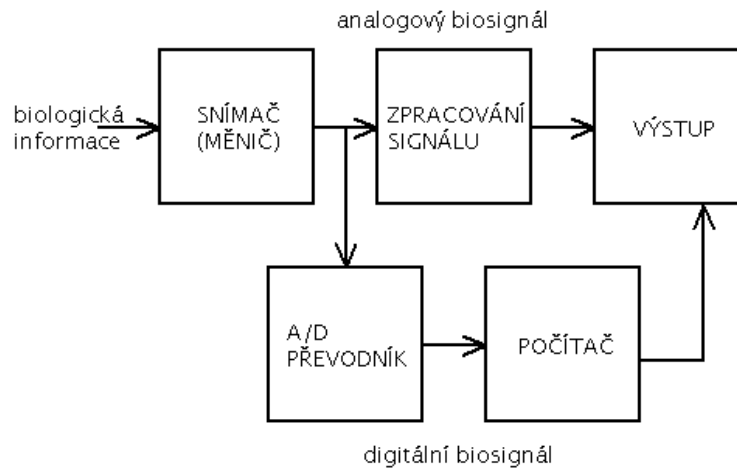 analogový biosignál
biologická
informace
SNÍMAČ
(MĚNIČ)
ZPRACOVÁNÍ
SIGNÁLU
VÝSTUP
A/D
PŘEVODNÍK
POČÍTAČ
digitální biosignál